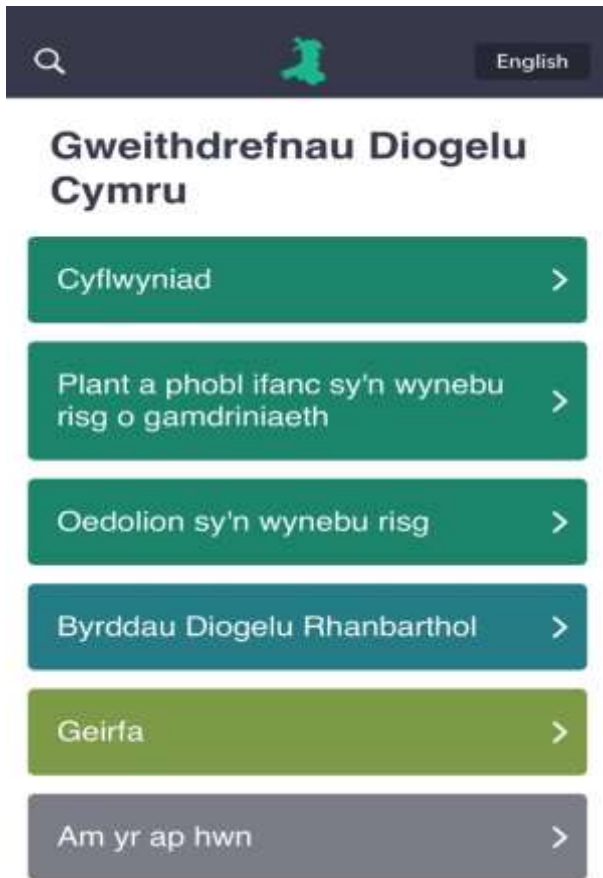 English
Gweithdrefnau Diogelu
Cymru
Cyflwyniad
Plant a phobl ifanc sy'n wynebu
risg o gamdriniaeth
Oedolion sy'n wynebu risg
Byrddau Diogelu Rhanbarthol
Geirfa
Am yr ap hwn